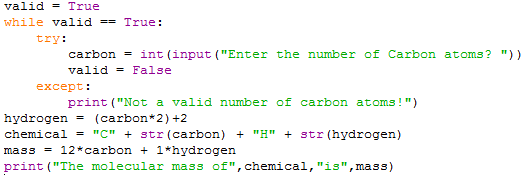 valid = True
while valid == True:
    try:
        carbon = int(input("Enter the number of Carbon atoms? "))
        valid = False
    except:
        print("Not a valid number of carbon atoms!")
hydrogen = (carbon*2)+2
chemical = "C" + str(carbon) + "H" + str(hydrogen)
mass = 12*carbon + 1*hydrogen
print("The molecular mass of",chemical,"is",mass)